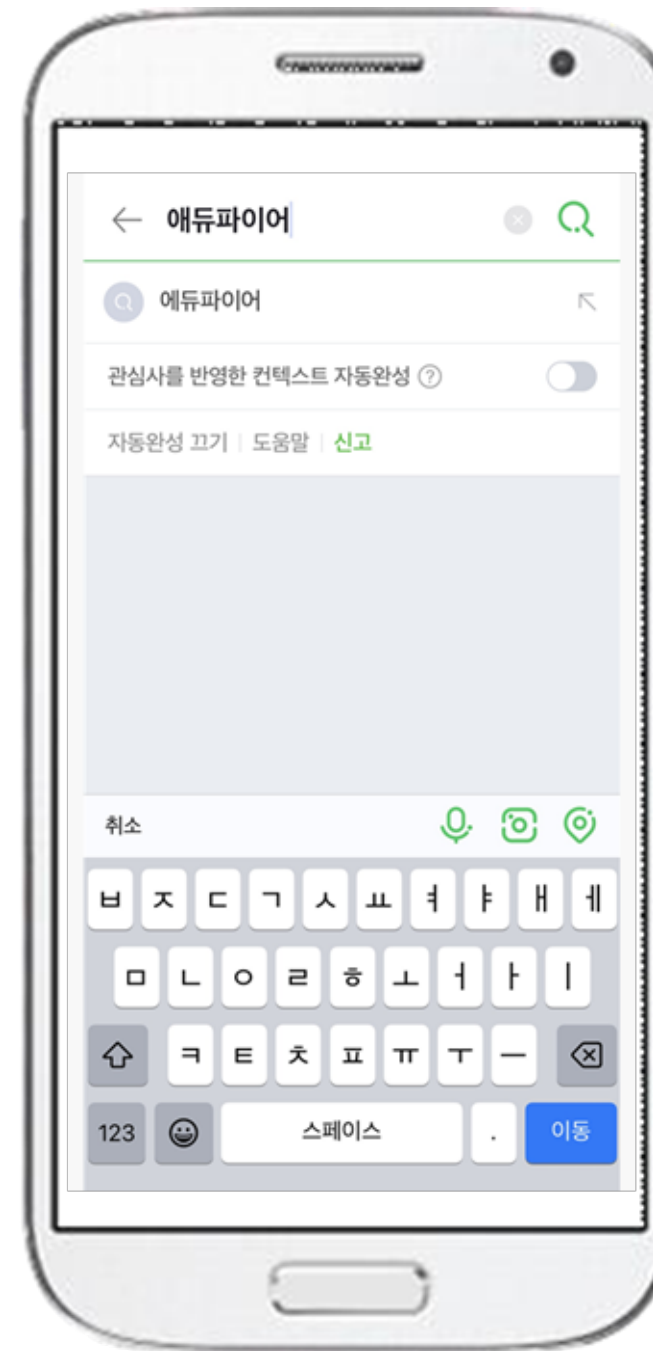 애듀파이어
에듀파이어
관심사를 반영한 컨텍스트 자동완성 ?
자동완성 끄기 | 도움말 | 신고
취소
ㅂ ㅈ ㄷ ㄱ ㅅ ㅛ ㅕ ㅑ ㅐ ㅔ
ㅁ ㄴ ㅇ ㄹ ㅎ ㅗ ㅓ ㅏ ㅣ
ㅋ ㅌ ㅊ ㅍ ㅠ ㅜ ㅡ
123 스페이스 . 이동